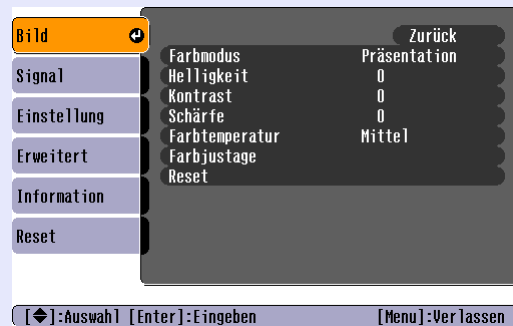 Bild
Signal
Einstellung
Erweitert
Information
Reset
Zurück
Farbmodus Präsentation
Helligkeit 0
Kontrast 0
Schärfe 0
Farbtemperatur Mittel
Farbjustage
Reset
[]:Auswahl [Enter]:Eingeben [Menu]:Verlassen